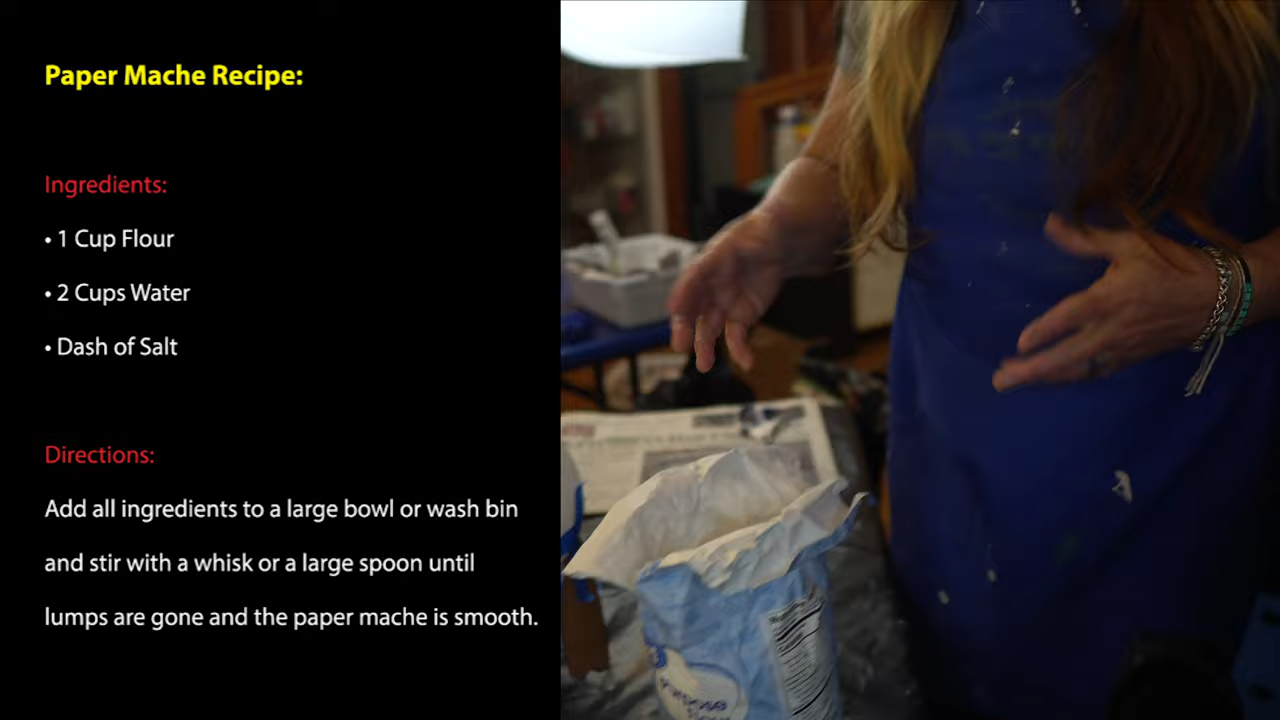 Paper Mache Recipe:
Ingredients:
• 1 Cup Flour
• 2 Cups Water
• Dash of Salt
Directions:
Add all ingredients to a large bowl or wash bin
and stir with a whisk or a large spoon until
lumps are gone and the paper mache is smooth.